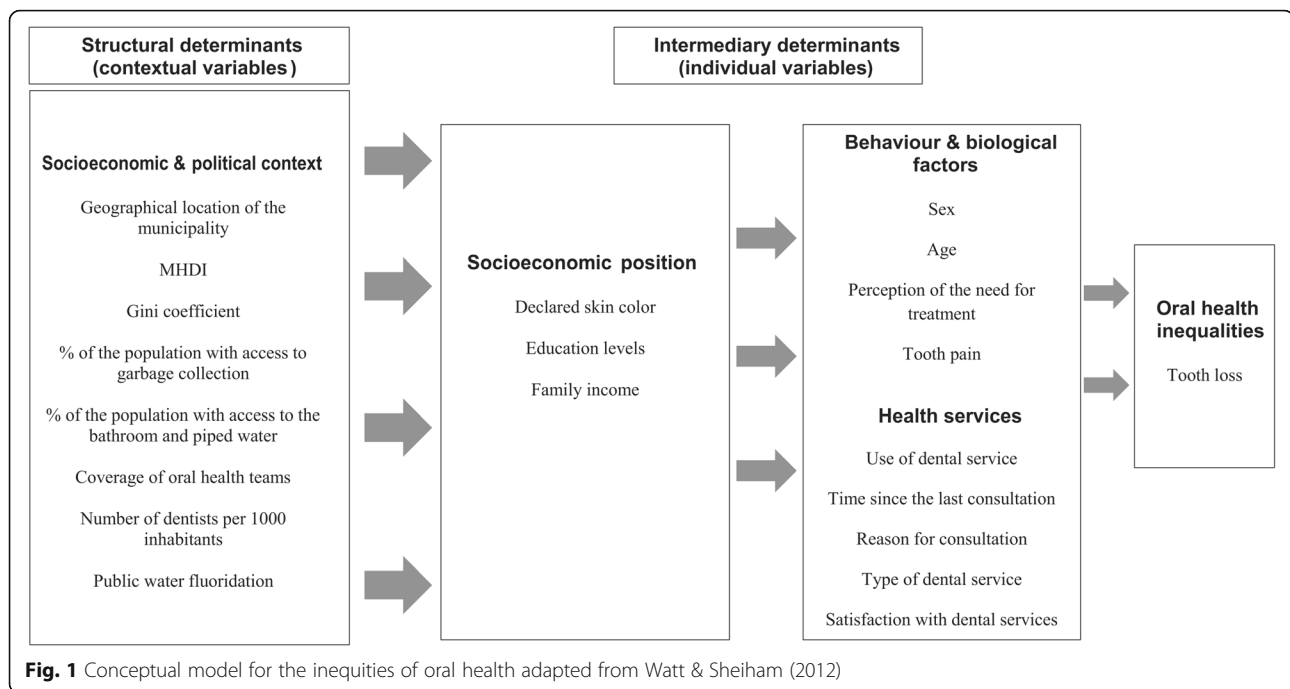 Structural determinants
(contextual variables)
Intermediary determinants
(individual variables)
Socioeconomic & political context
Geographical location of the
municipality
MHDI
Gini coefficient
% of the population with access to
garbage collection
% of the population with access to the
bathroom and piped water
Coverage of oral health teams
Number of dentists per 1000
inhabitants
Public water fluoridation
Socioeconomic position
Declared skin color
Education levels
Family income
Behaviour & biological
factors
Sex
Age
Perception of the need for
treatment
Tooth pain
Health services
Use of dental service
Time since the last consultation
Reason for consultation
Type of dental service
Satisfaction with dental services
Oral health
inequalities
Tooth loss
Fig. 1 Conceptual model for the inequities of oral health adapted from Watt & Sheiham (2012)